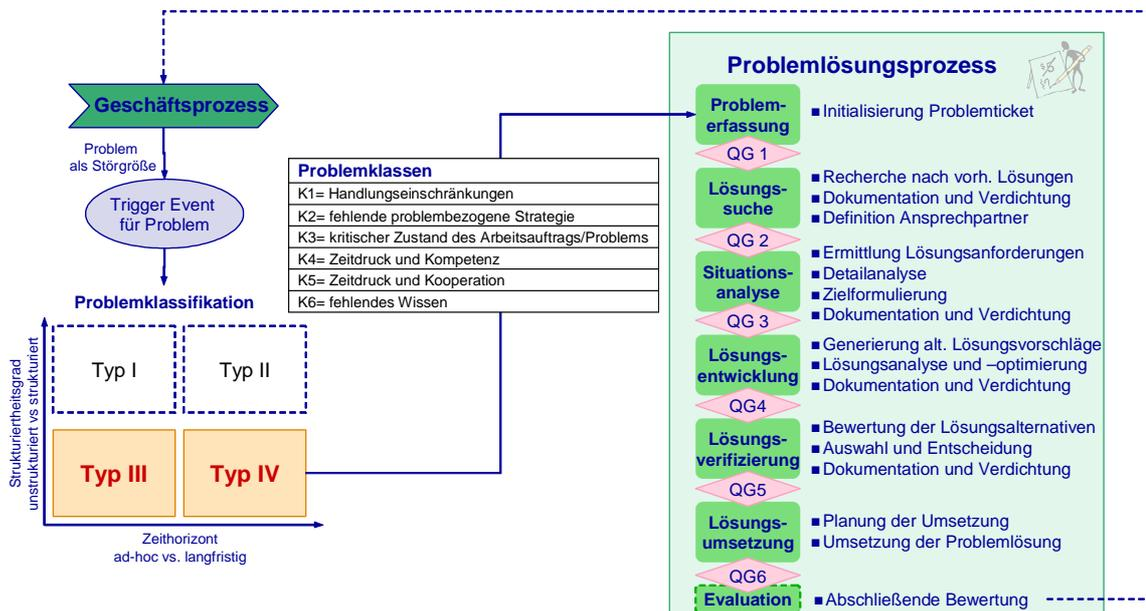 Geschäftsprozess
Problem
als Störgröße
Trigger Event
für Problem
Problemklassifikation
Strukturiertheitsgrad
unstrukturiert vs strukturiert
Typ I
Typ II
Typ III
Typ IV
Zeithorizont
ad-hoc vs. langfristig
Problemklassen
K1= Handlungseinschränkungen
K2= fehlende problembezogene Strategie
K3= kritischer Zustand des Arbeitsauftrags/Problems
K4= Zeitdruck und Kompetenz
K5= Zeitdruck und Kooperation
K6= fehlendes Wissen
Problemlösungsprozess
Problem-
erfassung
■ Initialisierung Problemticket
QG 1
Lösungs-
suche
■ Recherche nach vorh. Lösungen
■ Dokumentation und Verdichtung
■ Definition Ansprechpartner
QG 2
Situations-
analyse
■ Ermittlung Lösungsanforderungen
■ Detailanalyse
■ Zielformulierung
■ Dokumentation und Verdichtung
QG 3
Lösungs-
entwicklung
■ Generierung alt. Lösungsvorschläge
■ Lösungsanalyse und –optimierung
■ Dokumentation und Verdichtung
QG4
Lösungs-
verifizierung
■ Bewertung der Lösungsalternativen
■ Auswahl und Entscheidung
■ Dokumentation und Verdichtung
QG5
Lösungs-
umsetzung
■ Planung der Umsetzung
■ Umsetzung der Problemlösung
QG6
Evaluation
■ Abschließende Bewertung